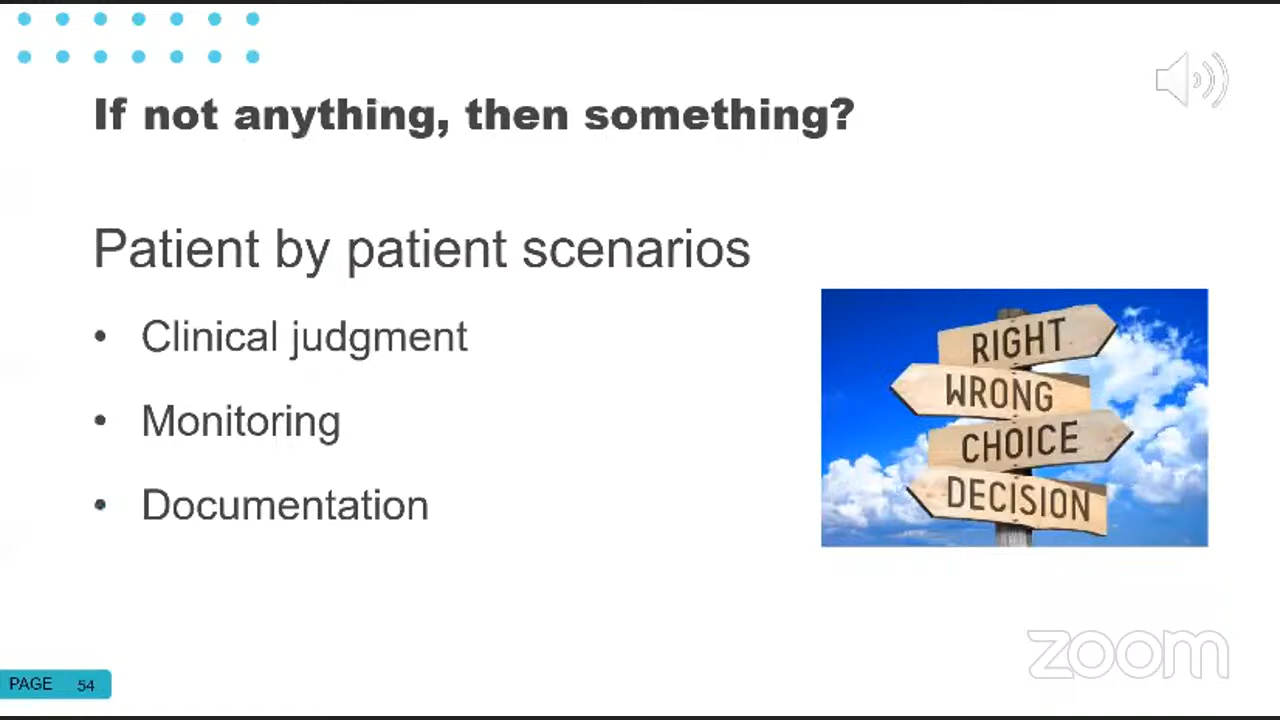 If not anything, then something?
Patient by patient scenarios
• Clinical judgment
• Monitoring
• Documentation
RIGHT
WRONG
CHOICE
DECISION
zoom
PAGE 54